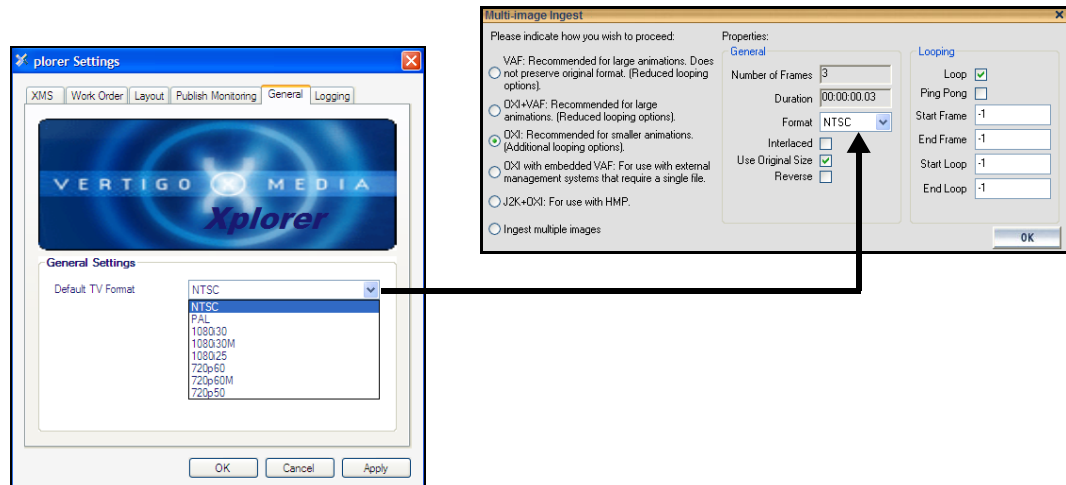 plorer Settings
XMS Work Order Layout Publish Monitoring General Logging
VERTIGO X MEDIA
Xplorer
General Settings
Default TV Format NTSC
NTSC
PAL
1080i30
1080i30M
1080i25
720p60
720p60M
720p50
OK Cancel Apply
Multi-image Ingest
Please indicate how you wish to proceed:
VAF: Recommended for large animations. Does
not preserve original format. (Reduced looping
options).
OXI+VAF: Recommended for large
animations. (Reduced looping options).
OXI: Recommended for smaller animations.
(Additional looping options).
OXI with embedded VAF: For use with external
management systems that require a single file.
J2K+OXI: For use with HMP.
Ingest multiple images
Properties:
General
Number of Frames 3
Duration 00:00:00.03
Format NTSC
Interlaced
Use Original Size
Reverse
Looping
Loop
Ping Pong
Start Frame -1
End Frame -1
Start Loop -1
End Loop -1
OK